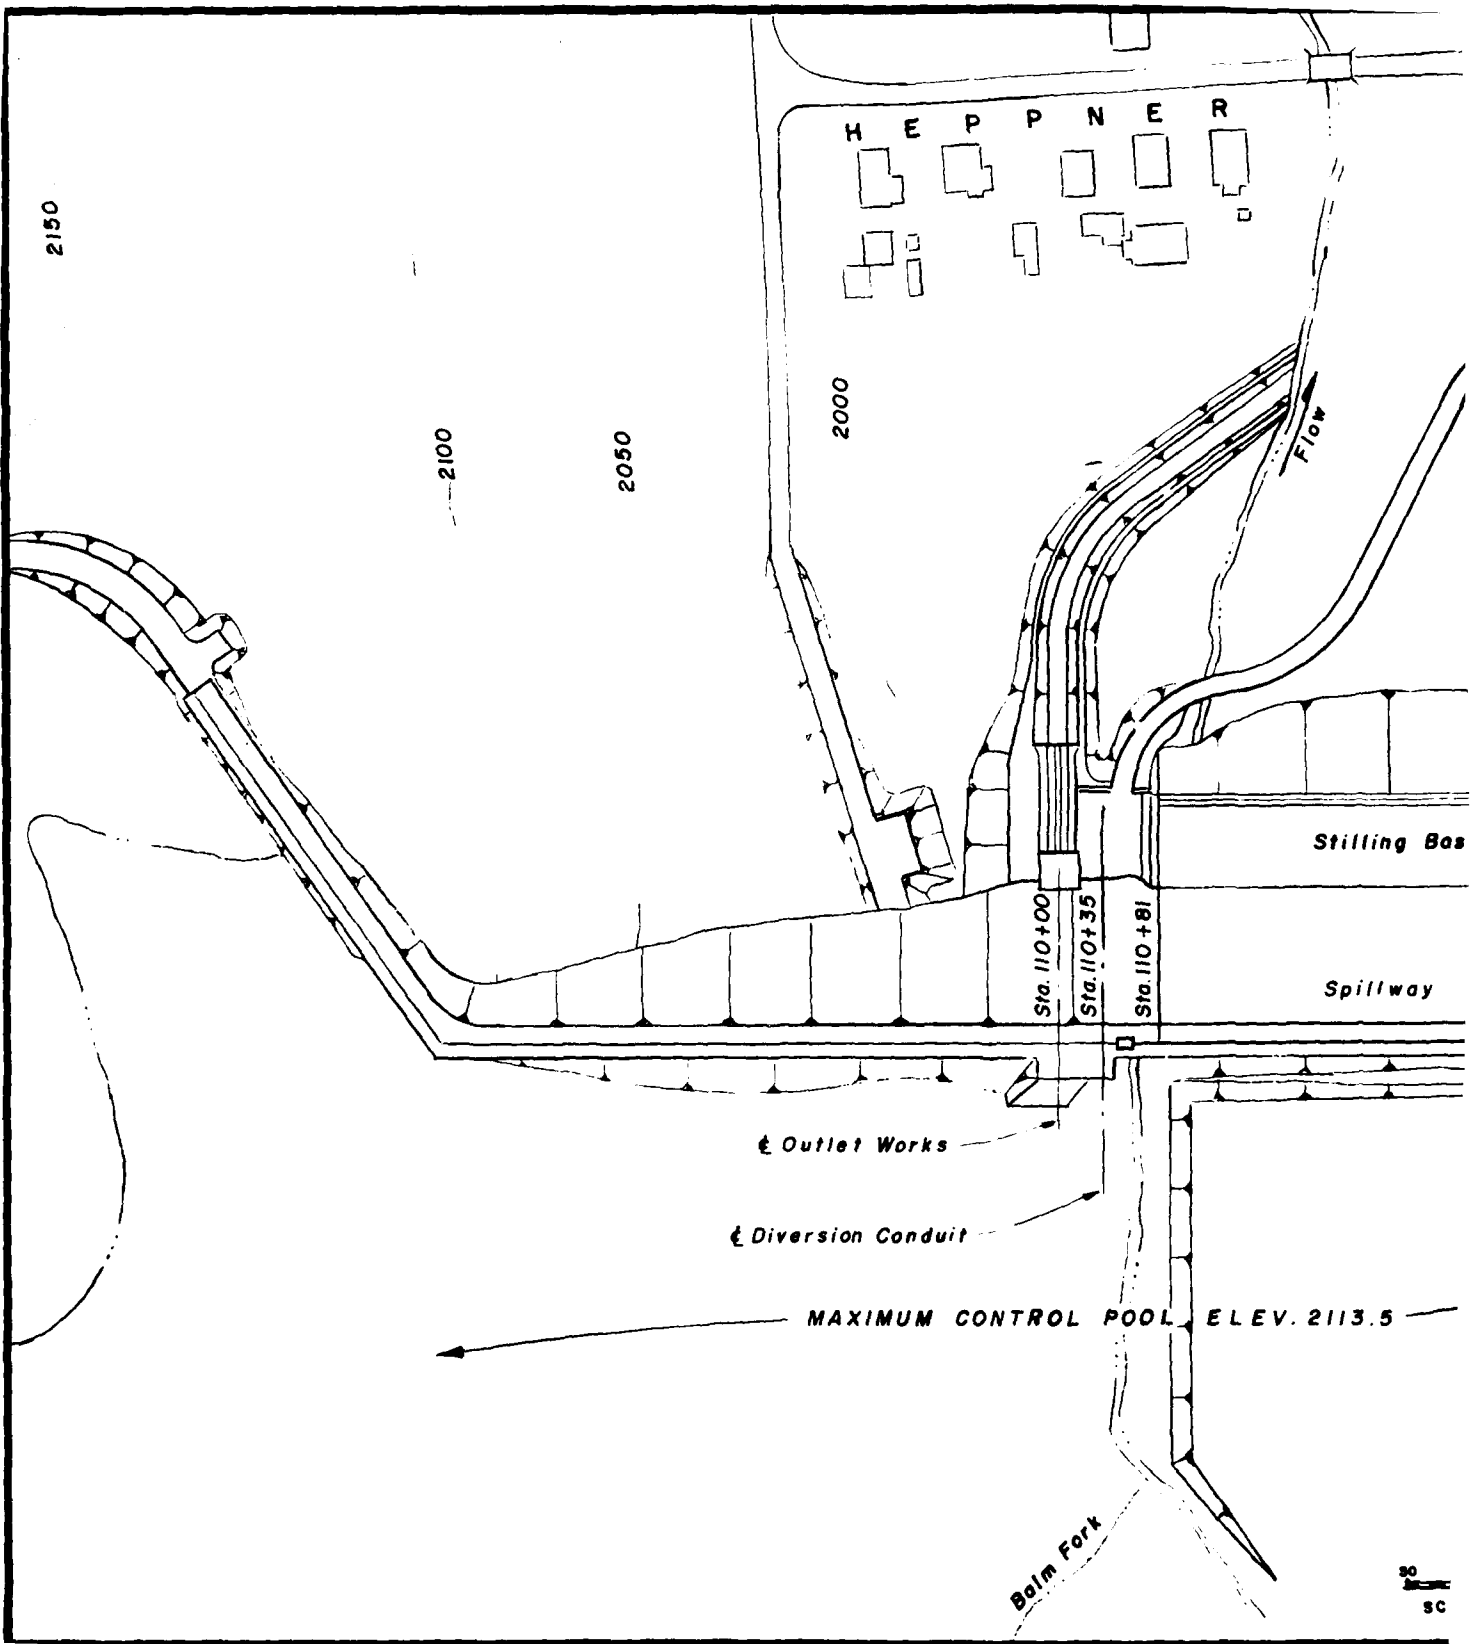 H E P P N E R
2150
2000
2100
2050
Flow
Stilling Bas
Sta. 110+00
Sta. 110+35
Sta. 110+81
Spillway
℄ Outlet Works
℄ Diversion Conduit
MAXIMUM CONTROL POOL ELEV. 2113.5
Balm Fork
50
SC